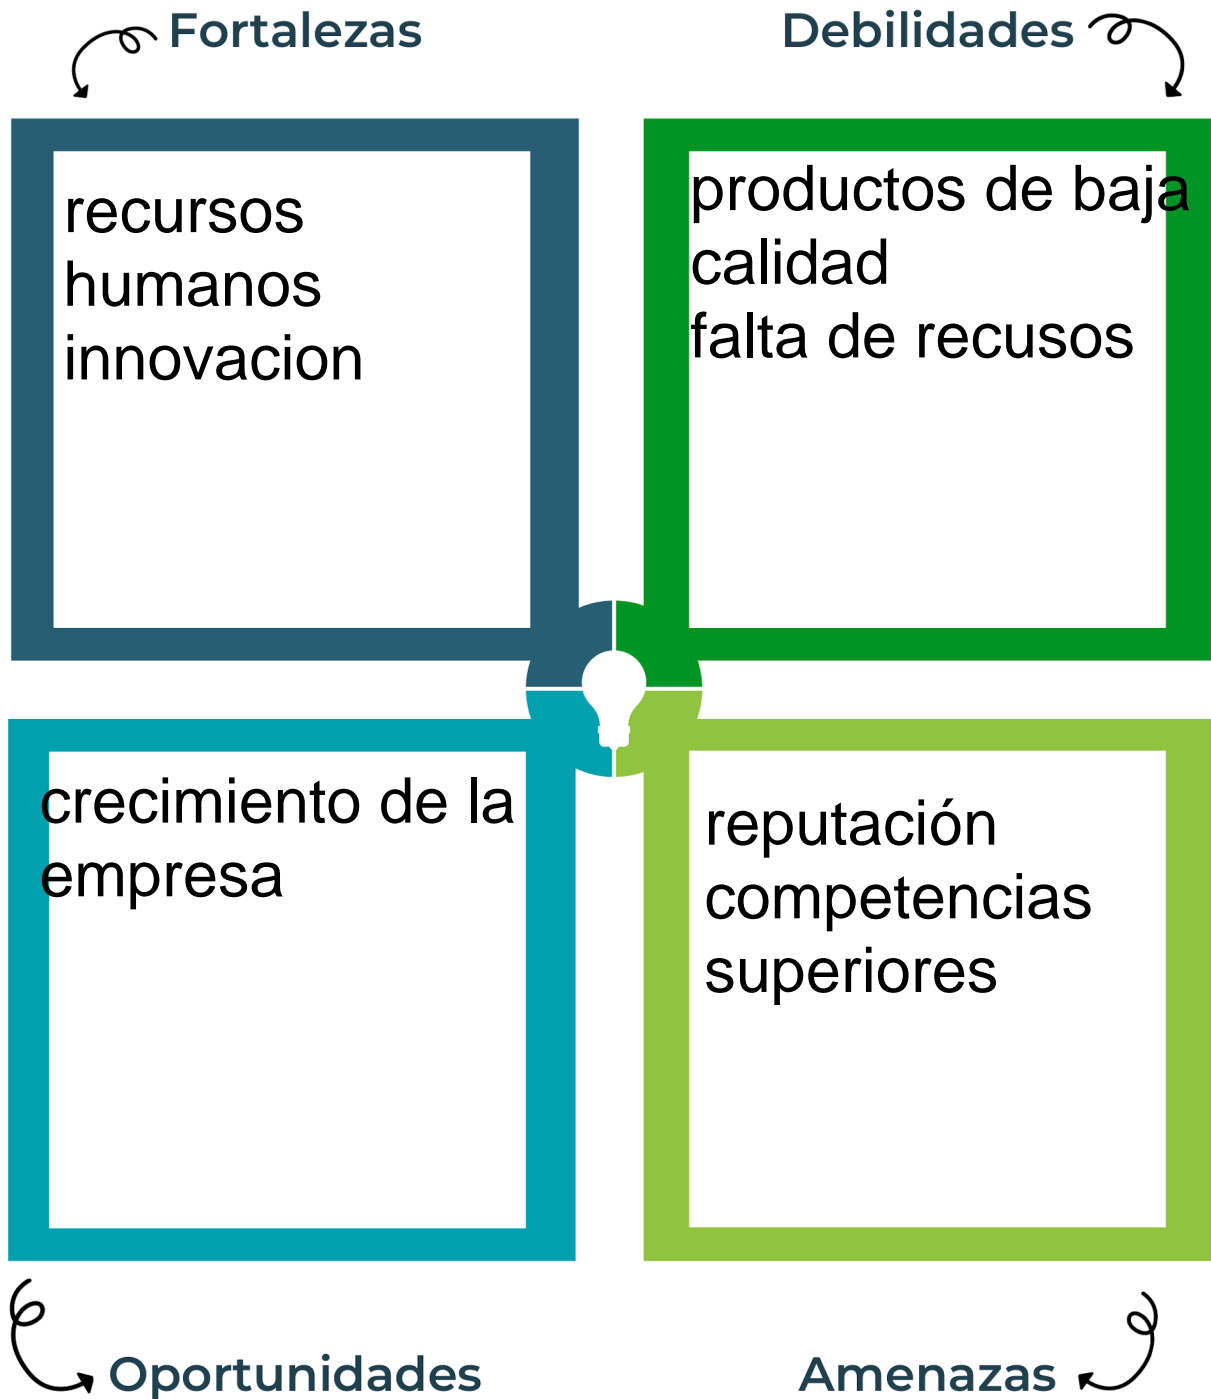 Fortalezas
recursos
humanos
innovacion
Debilidades
productos de baja
calidad
falta de recusos
crecimiento de la
empresa
Oportunidades
reputación
competencias
superiores
Amenazas